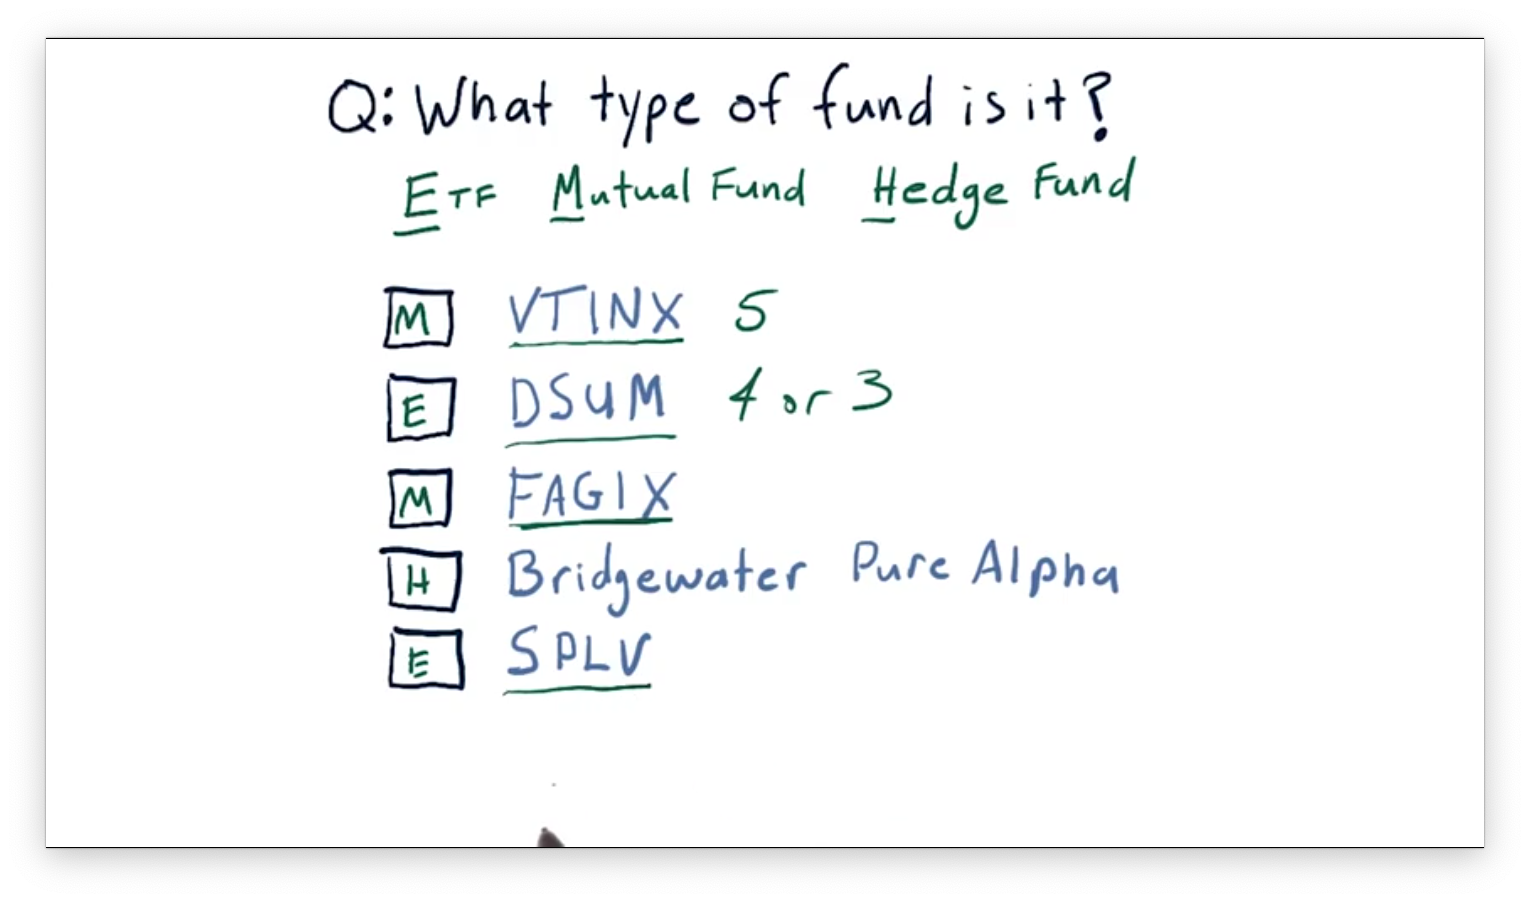 Q: What type of fund is it?
ETF Mutual Fund Hedge Fund
M VTINX 5
E DSUM 4 or 3
M FAGIX
H Bridgewater Pure Alpha
E SPLV